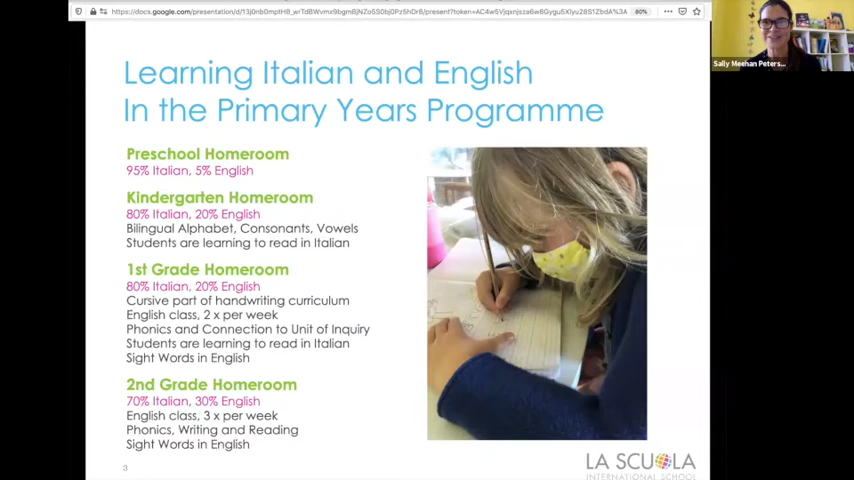 80%
Sally Meehan Peters...
Learning Italian and English
In the Primary Years Programme
Preschool Homeroom
95% Italian, 5% English
Kindergarten Homeroom
80% Italian, 20% English
Bilingual Alphabet, Consonants, Vowels
Students are learning to read in Italian
1st Grade Homeroom
80% Italian, 20% English
Cursive part of handwriting curriculum
English class, 2 x per week
Phonics and Connection to Unit of Inquiry
Students are learning to read in Italian
Sight Words in English
2nd Grade Homeroom
70% Italian, 30% English
English class, 3 x per week
Phonics, Writing and Reading
Sight Words in English
3
LA SCUOLA
INTERNATIONAL SCHOOL